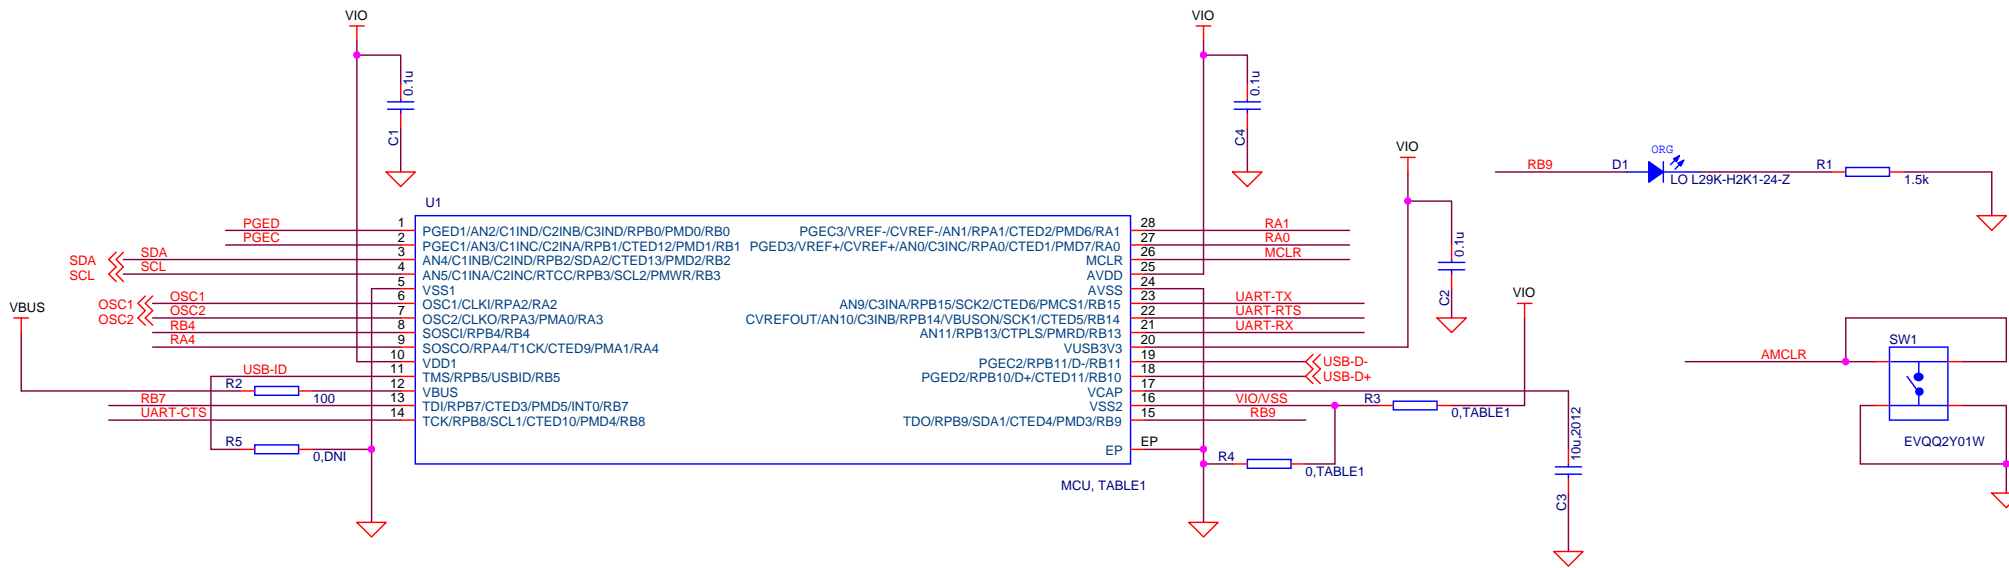 VIO
VIO
0.1u
C1
0.1u
C4
VIO
0.1u
C2
VIO
ORG
RB9
D1
LO L29K-H2K1-24-Z
R1
1.5k
U1
PGED
1
PGED1/AN2/C1IND/C2INB/C3IND/RPB0/PMD0/RB0
PGEC
2
PGEC1/AN3/C1INC/C2INA/RPB1/CTED12/PMD1/RB1
SDA
SDA
3
AN4/C1INB/C2IND/RPB2/SDA2/CTED13/PMD2/RB2
SCL
SCL
4
AN5/C1INA/C2INC/RTCC/RPB3/SCL2/PMWR/RB3
5
VSS1
OSC1
OSC1
6
OSC1/CLKI/RPA2/RA2
OSC2
OSC2
7
OSC2/CLKO/RPA3/PMA0/RA3
RB4
8
SOSCI/RPB4/RB4
RA4
9
SOSCO/RPA4/T1CK/CTED9/PMA1/RA4
10
VDD1
USB-ID
11
TMS/RPB5/USBID/RB5
VBUS
R2
100
12
VBUS
RB7
13
TDI/RPB7/CTED3/PMD5/INT0/RB7
UART-CTS
14
TCK/RPB8/SCL1/CTED10/PMD4/RB8
R5
0,DNI
PGEC3/VREF-/CVREF-/AN1/RPA1/CTED2/PMD6/RA1
28
RA1
PGED3/VREF+/CVREF+/AN0/C3INC/RPA0/CTED1/PMD7/RA0
27
RA0
MCLR
26
MCLR
AVDD
25
AVSS
24
AN9/C3INA/RPB15/SCK2/CTED6/PMCS1/RB15
23
UART-TX
CVREFOUT/AN10/C3INB/RPB14/VBUSON/SCK1/CTED5/RB14
22
UART-RTS
AN11/RPB13/CTPLS/PMRD/RB13
21
UART-RX
VUSB3V3
20
PGEC2/RPB11/D-/RB11
19
USB-D-
PGED2/RPB10/D+/CTED11/RB10
18
USB-D+
VCAP
17
VSS2
16
VIO/VSS
R3
0,TABLE1
TDO/RPB9/SDA1/CTED4/PMD3/RB9
15
RB9
EP
EP
R4
0,TABLE1
MCU, TABLE1
10u,2012
C3
AMCLR
SW1
EVQQ2Y01W